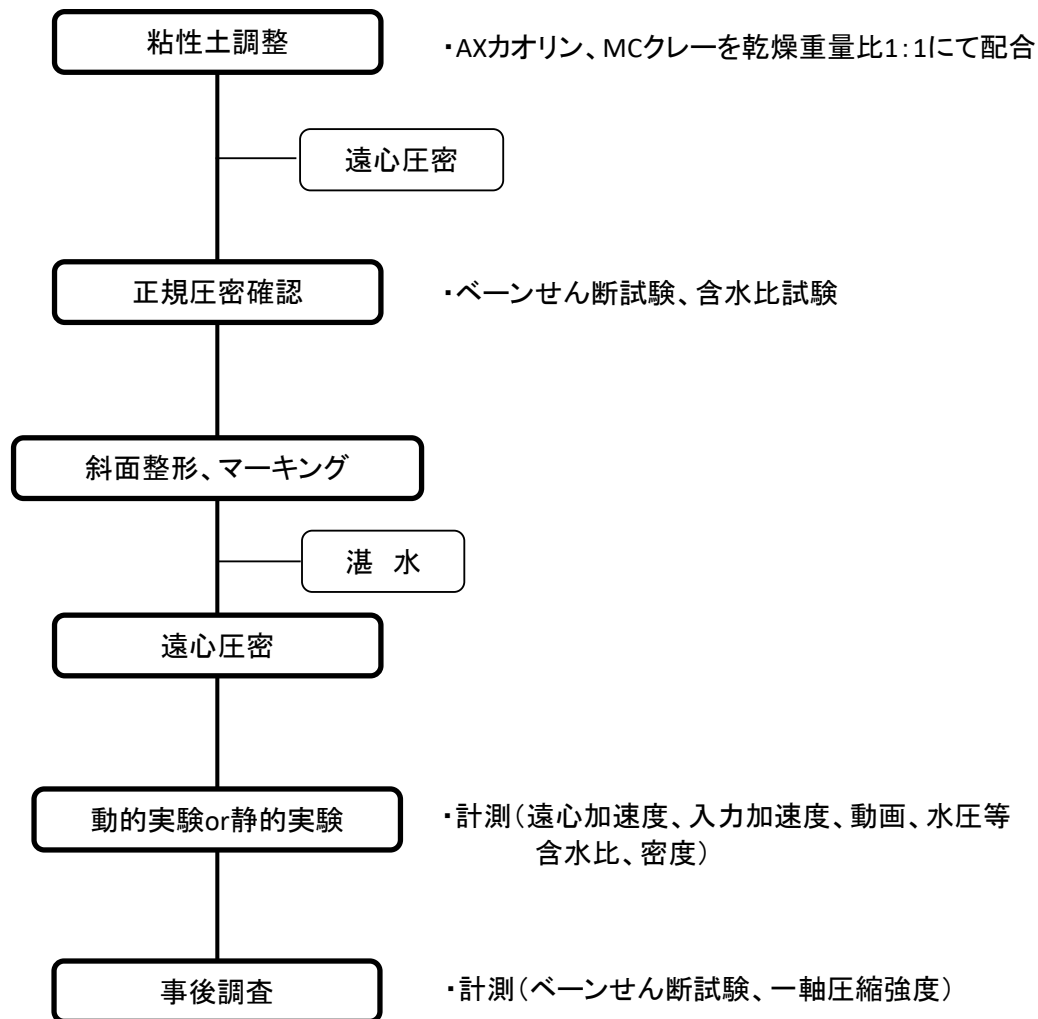 粘性土調整
・AXカオリン、MCクレーを乾燥重量比1:1にて配合
遠心圧密
正規圧密確認
・ベーンせん断試験、含水比試験
斜面整形、マーキング
湛 水
遠心圧密
動的実験or静的実験
・計測(遠心加速度、入力加速度、動画、水圧等
含水比、密度)
事後調査
・計測(ベーンせん断試験、一軸圧縮強度)